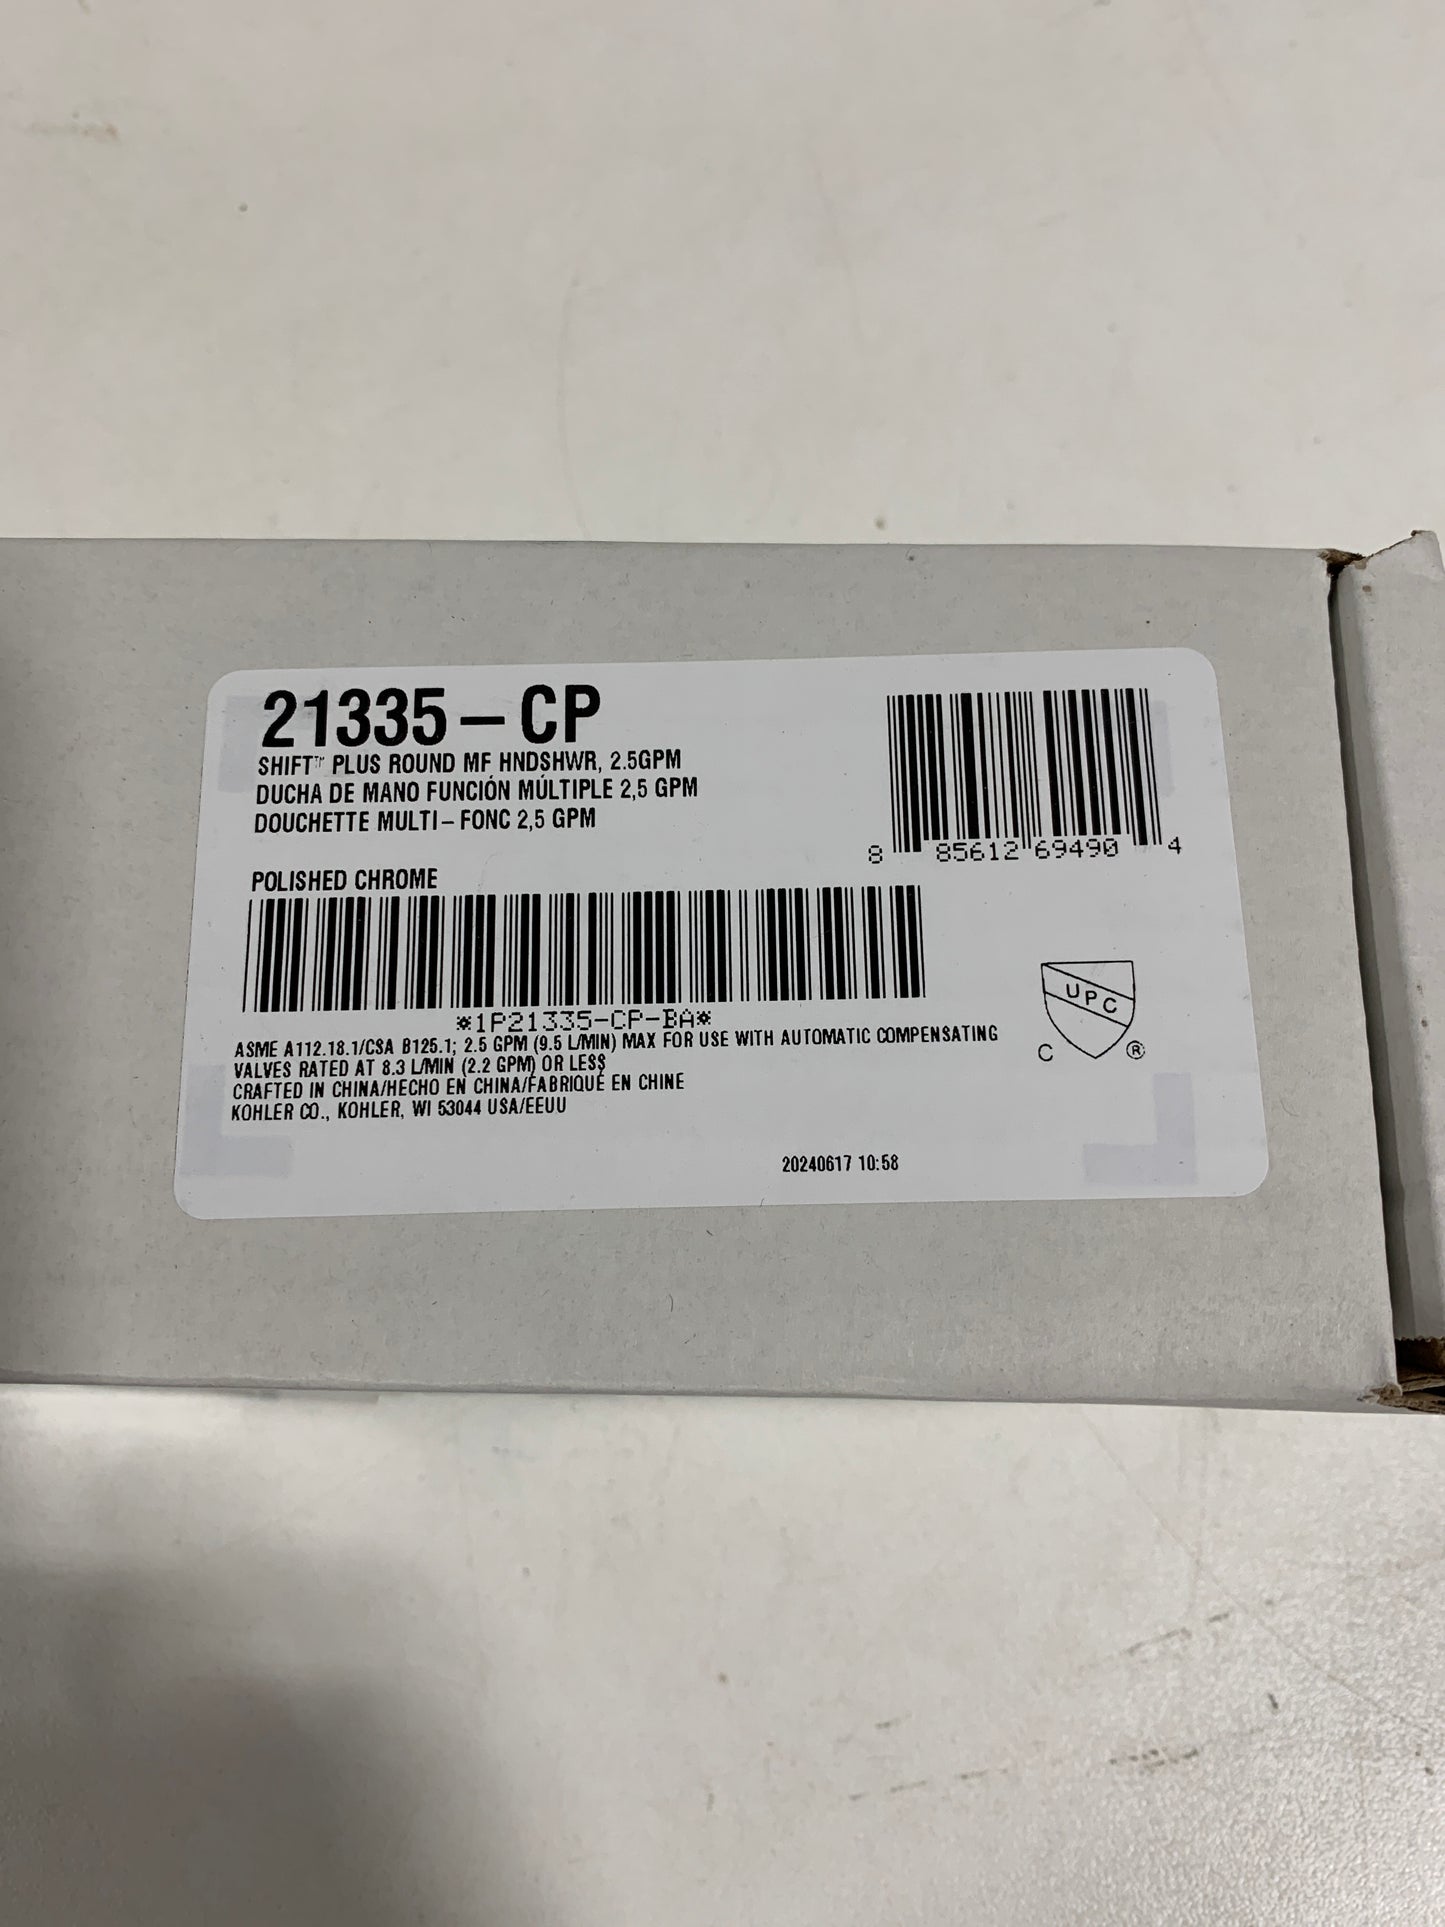 21335-CP
SHIFT™ PLUS ROUND MF HNDSHWR, 2.5GPM
DUCHA DE MANO FUNCIÓN MÚLTIPLE 2,5 GPM
DOUCHETTE MULTI-FONC 2,5 GPM
8 85612 69490 4
POLISHED CHROME
*1P21335-CP-BA*
ASME A112.18.1/CSA B125.1; 2.5 GPM (9.5 L/MIN) MAX FOR USE WITH AUTOMATIC COMPENSATING
VALVES RATED AT 8.3 L/MIN (2.2 GPM) OR LESS
CRAFTED IN CHINA/HECHO EN CHINA/FABRIQUÉ EN CHINE
KOHLER CO., KOHLER, WI 53044 USA/EEUU
UPC
C ®
20240617 10:58